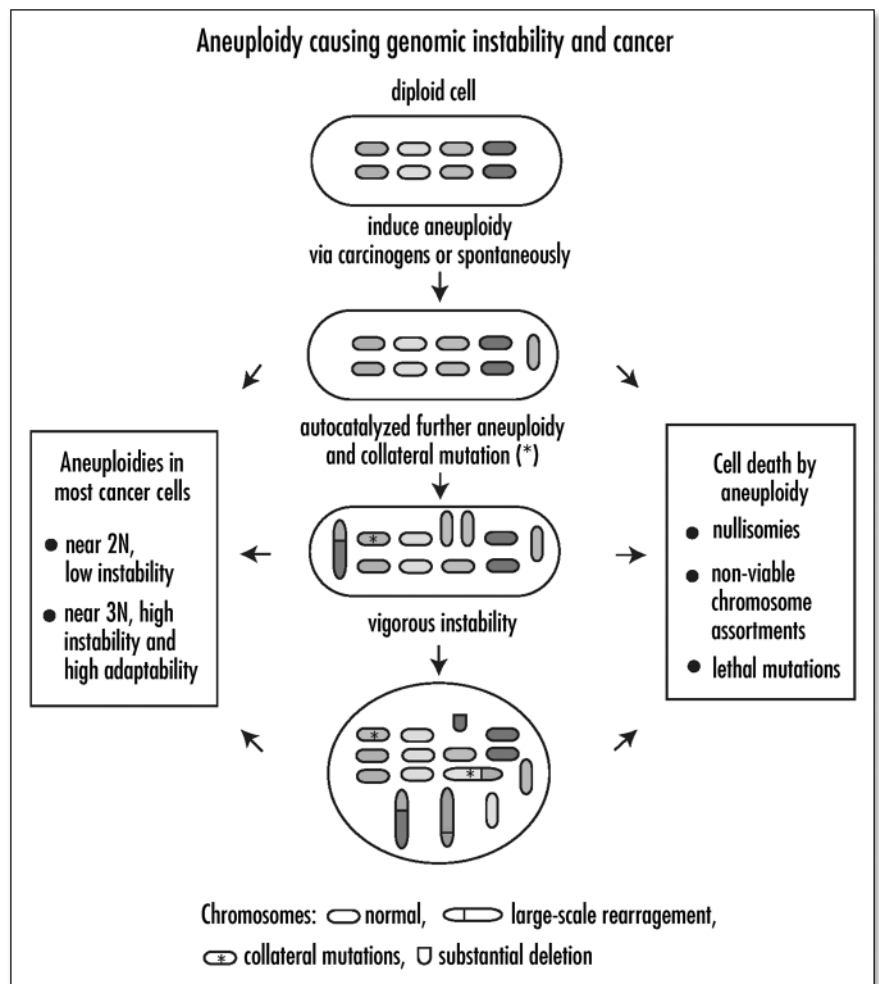 Aneuploidy causing genomic instability and cancer
diploid cell
induce aneuploidy
via carcinogens or spontaneously
autocatalyzed further aneuploidy
and collateral mutation (*)
Aneuploidies in
most cancer cells
● near 2N,
low instability
● near 3N, high
instability and
high adaptability
*
Cell death by
aneuploidy
● nullisomies
● non-viable
chromosome
assortments
● lethal mutations
vigorous instability
*
*
Chromosomes: normal, large-scale rearragement,
* collateral mutations, substantial deletion